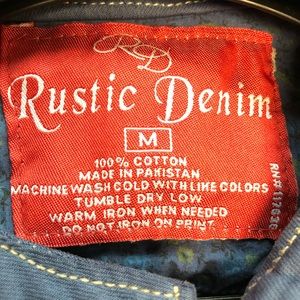 RD
Rustic Denim
M
100% COTTON
MADE IN PAKISTAN
MACHINE WASH COLD WITH LIKE COLORS
TUMBLE DRY LOW
WARM IRON WHEN NEEDED
DO NOT IRON ON PRINT